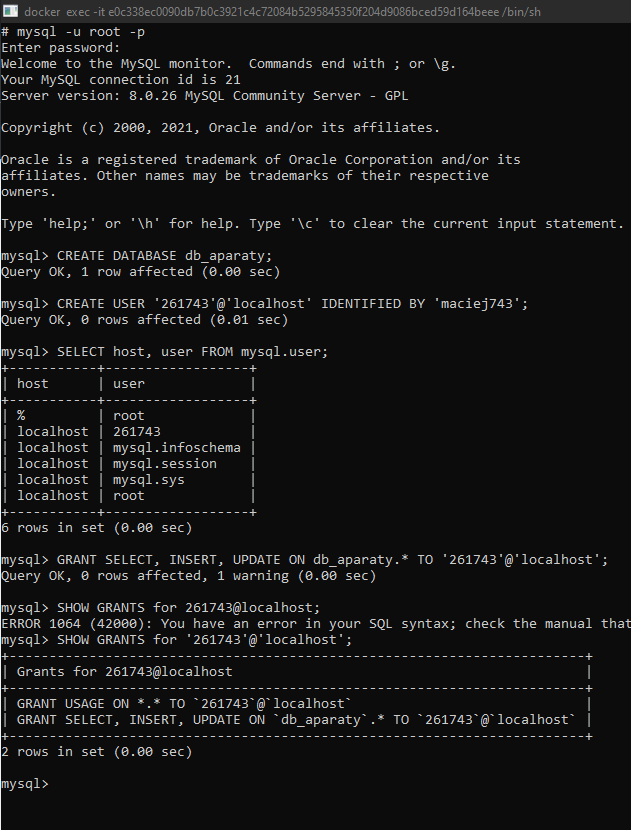 docker exec -it e0c338ec0090db7b0c3921c4c72084b5295845350f204d9086bced59d164beee /bin/sh
# mysql -u root -p
Enter password:
Welcome to the MySQL monitor.  Commands end with ; or \g.
Your MySQL connection id is 21
Server version: 8.0.26 MySQL Community Server - GPL

Copyright (c) 2000, 2021, Oracle and/or its affiliates.

Oracle is a registered trademark of Oracle Corporation and/or its
affiliates. Other names may be trademarks of their respective
owners.

Type 'help;' or '\h' for help. Type '\c' to clear the current input statement.

mysql> CREATE DATABASE db_aparaty;
Query OK, 1 row affected (0.00 sec)

mysql> CREATE USER '261743'@'localhost' IDENTIFIED BY 'maciej743';
Query OK, 0 rows affected (0.01 sec)

mysql> SELECT host, user FROM mysql.user;
+-----------+------------------+
| host      | user             |
+-----------+------------------+
| %         | root             |
| localhost | 261743           |
| localhost | mysql.infoschema |
| localhost | mysql.session    |
| localhost | mysql.sys        |
| localhost | root             |
+-----------+------------------+
6 rows in set (0.00 sec)

mysql> GRANT SELECT, INSERT, UPDATE ON db_aparaty.* TO '261743'@'localhost';
Query OK, 0 rows affected, 1 warning (0.00 sec)

mysql> SHOW GRANTS for 261743@localhost;
ERROR 1064 (42000): You have an error in your SQL syntax; check the manual that
mysql> SHOW GRANTS for '261743'@'localhost';
+-----------------------------------------------------------------------+
| Grants for 261743@localhost                                           |
+-----------------------------------------------------------------------+
| GRANT USAGE ON *.* TO `261743`@`localhost`                            |
| GRANT SELECT, INSERT, UPDATE ON `db_aparaty`.* TO `261743`@`localhost` |
+-----------------------------------------------------------------------+
2 rows in set (0.00 sec)

mysql>